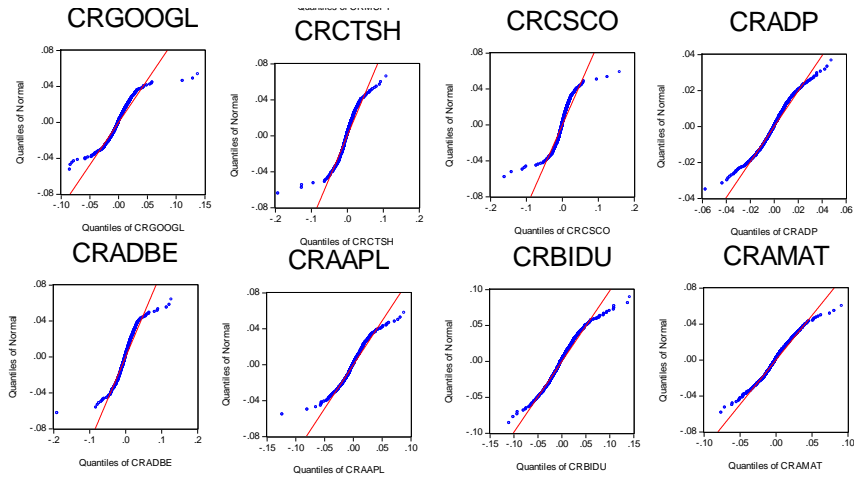 CRGOOGL
.08
.04
.00
-.04
-.08
Quantiles of Normal
-.10 -.05 .00 .05 .10 .15
Quantiles of CRGOOGL
CRCTSH
.08
.04
.00
-.04
-.08
Quantiles of Normal
-.2 -.1 .0 .1 .2
Quantiles of CRCTSH
CRCSCO
.08
.04
.00
-.04
-.08
Quantiles of Normal
-.2 -.1 .0 .1 .2
Quantiles of CRCSCO
CRADP
.04
.02
.00
-.02
-.04
Quantiles of Normal
-.06 -.04 -.02 .00 .02 .04 .06
Quantiles of CRADP
CRADBE
.08
.04
.00
-.04
-.08
Quantiles of Normal
-.2 -.1 .0 .1 .2
Quantiles of CRADBE
CRAAPL
.08
.04
.00
-.04
-.08
Quantiles of Normal
-.15 -.10 -.05 .00 .05 .10
Quantiles of CRAAPL
CRBIDU
.10
.05
.00
-.05
-.10
Quantiles of Normal
-.15 -.10 -.05 .00 .05 .10 .15
Quantiles of CRBIDU
CRAMAT
.08
.04
.00
-.04
-.08
Quantiles of Normal
-.10 -.05 .00 .05 .10
Quantiles of CRAMAT